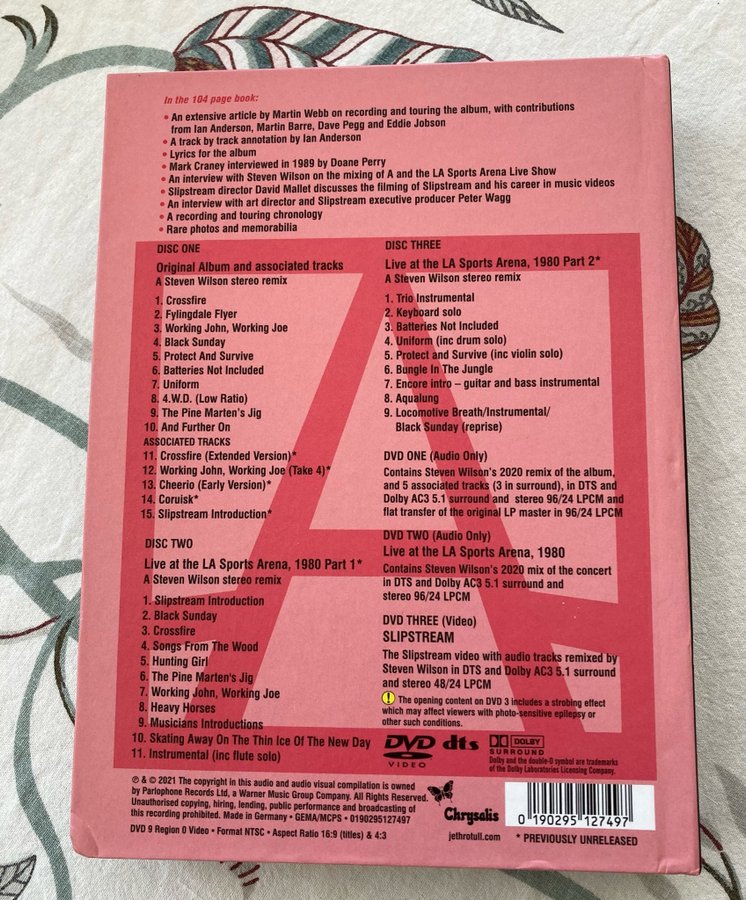 In the 104 page book:
• An extensive article by Martin Webb on recording and touring the album, with contributions
from Ian Anderson, Martin Barre, Dave Pegg and Eddie Jobson
• A track by track annotation by Ian Anderson
• Lyrics for the album
• Mark Craney interviewed in 1989 by Doane Perry
• An interview with Steven Wilson on the mixing of A and the LA Sports Arena Live Show
• Slipstream director David Mallet discusses the filming of Slipstream and his career in music videos
• An interview with art director and Slipstream executive producer Peter Wagg
• A recording and touring chronology
• Rare photos and memorabilia
DISC ONE
Original Album and associated tracks
A Steven Wilson stereo remix
1. Crossfire
2. Fylingdale Flyer
3. Working John, Working Joe
4. Black Sunday
5. Protect And Survive
6. Batteries Not Included
7. Uniform
8. 4.W.D. (Low Ratio)
9. The Pine Marten's Jig
10. And Further On
ASSOCIATED TRACKS
11. Crossfire (Extended Version)*
12. Working John, Working Joe (Take 4)*
13. Cheerio (Early Version)*
14. Coruisk*
15. Slipstream Introduction*
DISC TWO
Live at the LA Sports Arena, 1980 Part 1*
A Steven Wilson stereo remix
1. Slipstream Introduction
2. Black Sunday
3. Crossfire
4. Songs From The Wood
5. Hunting Girl
6. The Pine Marten's Jig
7. Working John, Working Joe
8. Heavy Horses
9. Musicians Introductions
10. Skating Away On The Thin Ice Of The New Day
11. Instrumental (inc flute solo)
DISC THREE
Live at the LA Sports Arena, 1980 Part 2*
A Steven Wilson stereo remix
1. Trio Instrumental
2. Keyboard solo
3. Batteries Not Included
4. Uniform (inc drum solo)
5. Protect and Survive (inc violin solo)
6. Bungle In The Jungle
7. Encore intro – guitar and bass instrumental
8. Aqualung
9. Locomotive Breath/Instrumental/
Black Sunday (reprise)
DVD ONE (Audio Only)
Contains Steven Wilson's 2020 remix of the album,
and 5 associated tracks (3 in surround), in DTS and
Dolby AC3 5.1 surround and stereo 96/24 LPCM and
flat transfer of the original LP master in 96/24 LPCM
DVD TWO (Audio Only)
Live at the LA Sports Arena, 1980
Contains Steven Wilson's 2020 mix of the concert
in DTS and Dolby AC3 5.1 surround and
stereo 96/24 LPCM
DVD THREE (Video)
SLIPSTREAM
The Slipstream video with audio tracks remixed by
Steven Wilson in DTS and Dolby AC3 5.1 surround
and stereo 48/24 LPCM
! The opening content on DVD 3 includes a strobing effect
which may affect viewers with photo-sensitive epilepsy or
other such conditions.
DVD VIDEO
dts
DOLBY SURROUND
Dolby and the double-D symbol are trademarks
of the Dolby Laboratories Licensing Company.
℗ & © 2021 The copyright in this audio and audio visual compilation is owned
by Parlophone Records Ltd, a Warner Music Group Company. All Rights Reserved.
Unauthorised copying, hiring, lending, public performance and broadcasting of
this recording prohibited. Made in Germany • GEMA/MCPS • 0190295127497
DVD 9 Region 0 Video • Format NTSC • Aspect Ratio 16:9 (titles) & 4:3
Chrysalis
jethrotull.com
0 190295 127497
* PREVIOUSLY UNRELEASED